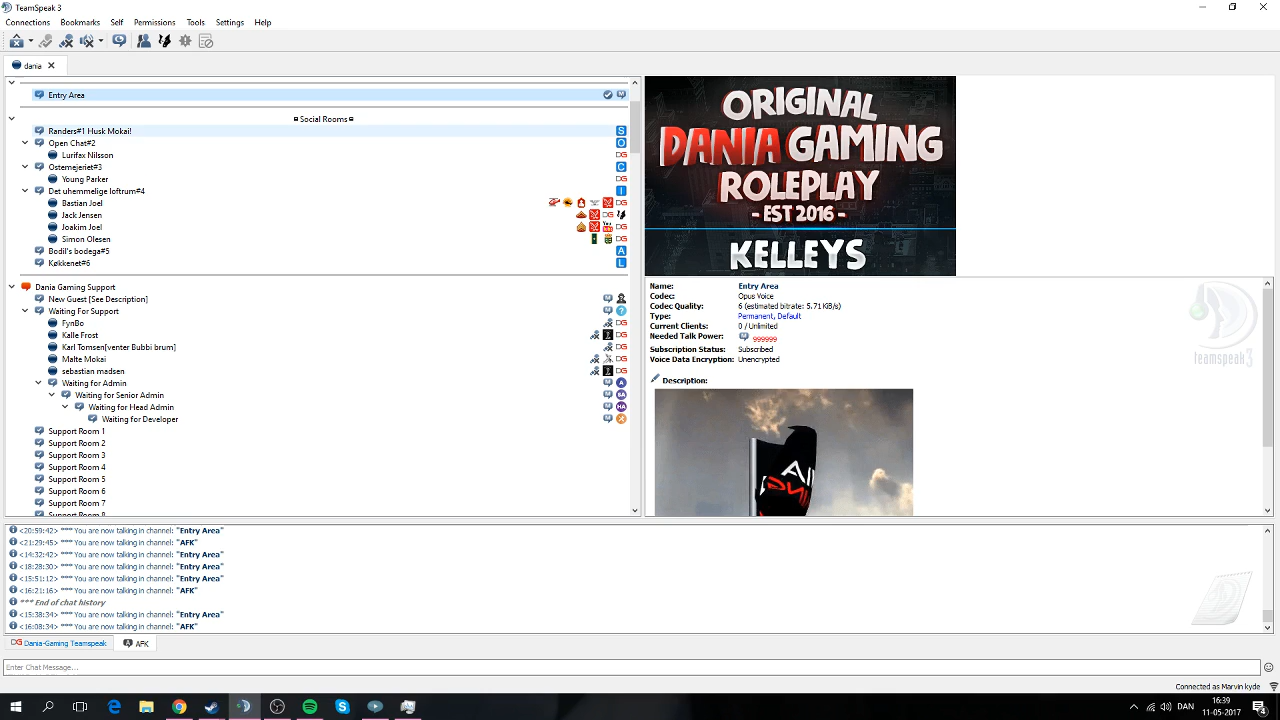 TeamSpeak 3
Connections Bookmarks Self Permissions Tools Settings Help
dania
Entry Area
Social Rooms
Randers#1 Husk Mokai!
Open Chat#2
Lurifax Nilsson
Ostemejeriet#3
Young Parker
Det uhemmelige loftrum#4
Bastian Joel
Jack Jensen
Joakim Joel
Simon Olesen
Bodil's bodega#5
Køkkenet#6
Dania Gaming Support
New Guest [See Description]
Waiting For Support
FynBo
Kalle Frost
Karl Tomsen[venter Bubbi brum]
Malte Mokai
sebastian madsen
Waiting for Admin
Waiting for Senior Admin
Waiting for Head Admin
Waiting for Developer
Support Room 1
Support Room 2
Support Room 3
Support Room 4
Support Room 5
Support Room 6
Support Room 7
Support Room 8
ORIGINAL
DANIA GAMING
ROLEPLAY
- EST 2016 -
KELLEYS
Name: Entry Area
Codec: Opus Voice
Codec Quality: 6 (estimated bitrate: 5.71 KiB/s)
Type: Permanent, Default
Current Clients: 0 / Unlimited
Needed Talk Power: 999999
Subscription Status: Subscribed
Voice Data Encryption: Unencrypted
Description:
teamspeak 3
<20:59:42> *** You are now talking in channel: "Entry Area"
<21:29:45> *** You are now talking in channel: "AFK"
<14:32:42> *** You are now talking in channel: "Entry Area"
<18:28:30> *** You are now talking in channel: "Entry Area"
<15:51:12> *** You are now talking in channel: "Entry Area"
<16:21:16> *** You are now talking in channel: "AFK"
*** End of chat history
<15:38:34> *** You are now talking in channel: "Entry Area"
<16:08:34> *** You are now talking in channel: "AFK"
DG Dania-Gaming Teamspeak AFK
Enter Chat Message...
Connected as Marvin kyde
DAN
16:39
11-05-2017